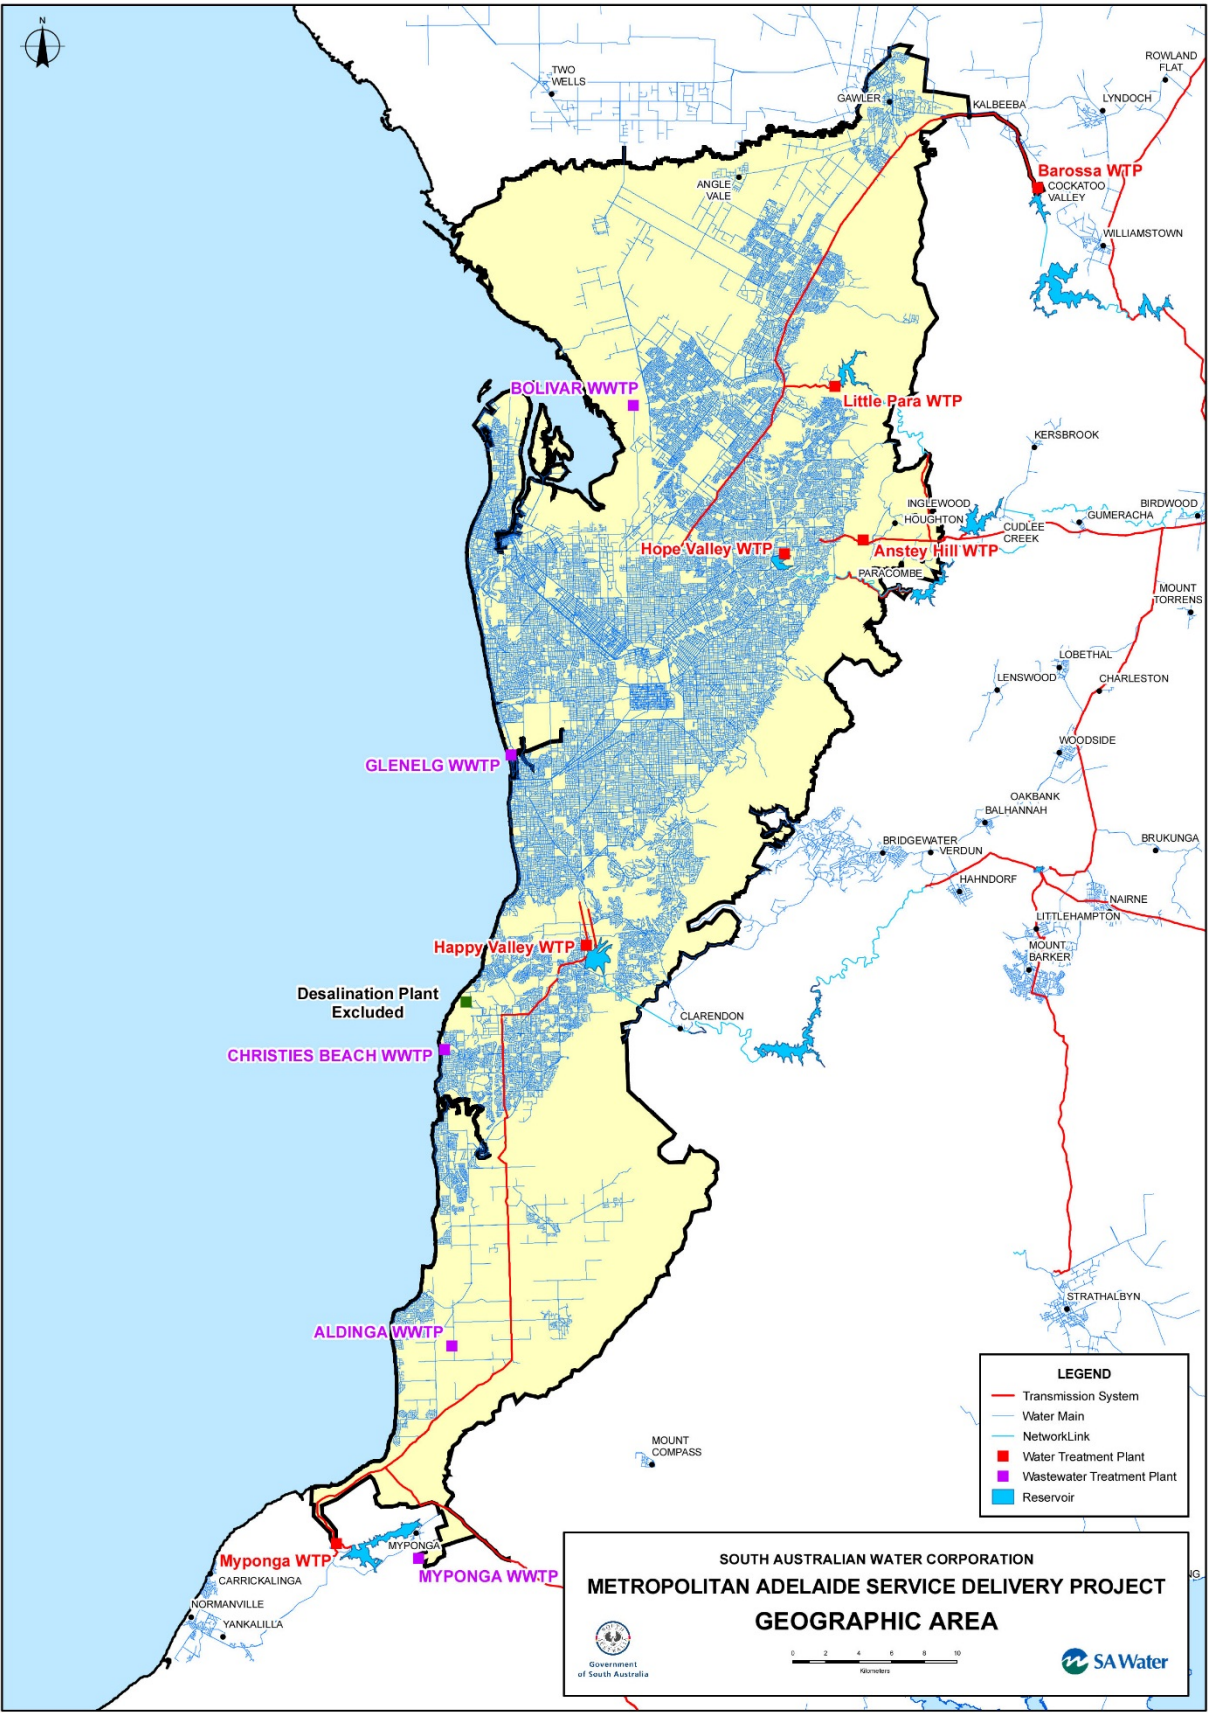 N
TWO
WELLS
ROWLAND
FLAT
GAWLER
KALBEEBA
LYNDOCH
ANGLE
VALE
Barossa WTP
COCKATOO
VALLEY
WILLIAMSTOWN
BOLIVAR WWTP
Little Para WTP
KERSBROOK
INGLEWOOD
HOUGHTON
CUDLEE
CREEK
GUMERACHA
BIRDWOOD
Hope Valley WTP
Anstey Hill WTP
PARACOMBE
MOUNT
TORRENS
LOBETHAL
LENSWOOD
CHARLESTON
WOODSIDE
GLENELG WWTP
OAKBANK
BALHANNAH
BRIDGEWATER
VERDUN
BRUKUNGA
HAHNDORF
NAIRNE
LITTLEHAMPTON
MOUNT
BARKER
Happy Valley WTP
Desalination Plant
Excluded
CLARENDON
CHRISTIES BEACH WWTP
STRATHALBYN
ALDINGA WWTP
MOUNT
COMPASS
LEGEND
Transmission System
Water Main
NetworkLink
Water Treatment Plant
Wastewater Treatment Plant
Reservoir
MYPONGA
Myponga WTP
MYPONGA WWTP
CARRICKALINGA
NORMANVILLE
YANKALILLA
NG
SOUTH AUSTRALIAN WATER CORPORATION
METROPOLITAN ADELAIDE SERVICE DELIVERY PROJECT
GEOGRAPHIC AREA
Government
of South Australia
0 2 4 6 8 10
Kilometers
SA Water